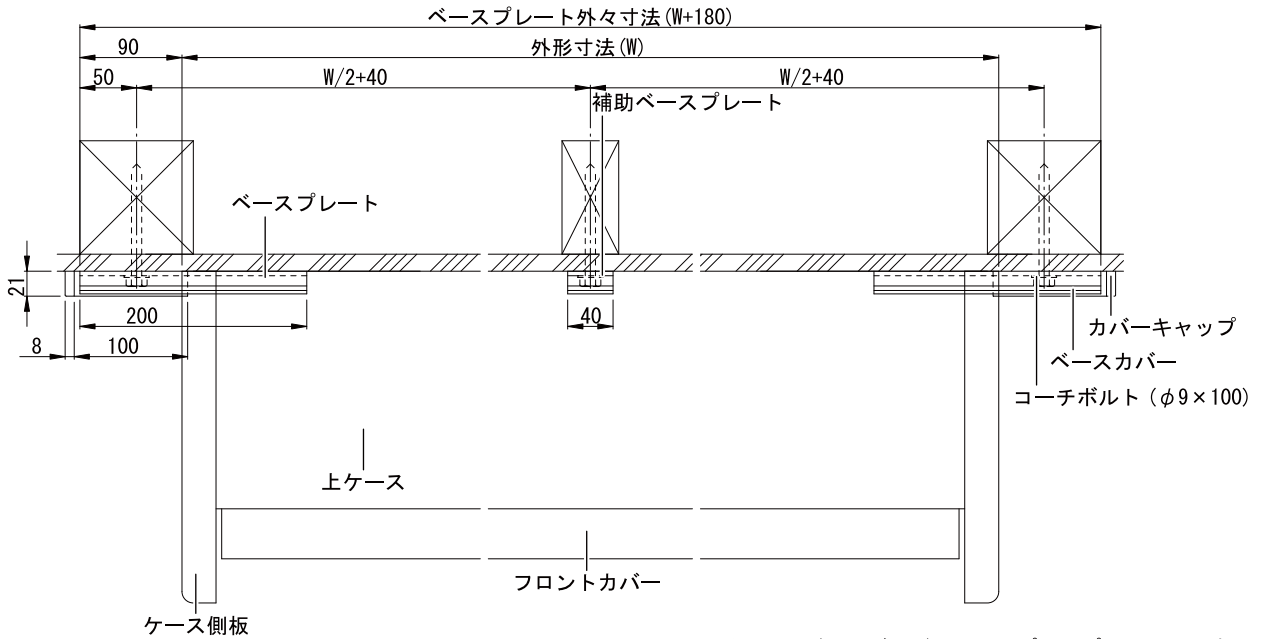 ベースプレート外々寸法(W+180)
90
外形寸法(W)
50
W/2+40
W/2+40
補助ベースプレート
ベースプレート
21
200
40
8
100
カバーキャップ
ベースカバー
コーチボルト(φ9×100)
上ケース
フロントカバー
ケース側板